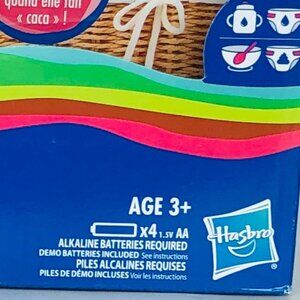 quand elle fait
« caca » !
AGE 3+
x4 1.5V AA
ALKALINE BATTERIES REQUIRED
DEMO BATTERIES INCLUDED See instructions
PILES ALCALINES REQUISES
PILES DE DÉMO INCLUSES Voir les instructions
Hasbro